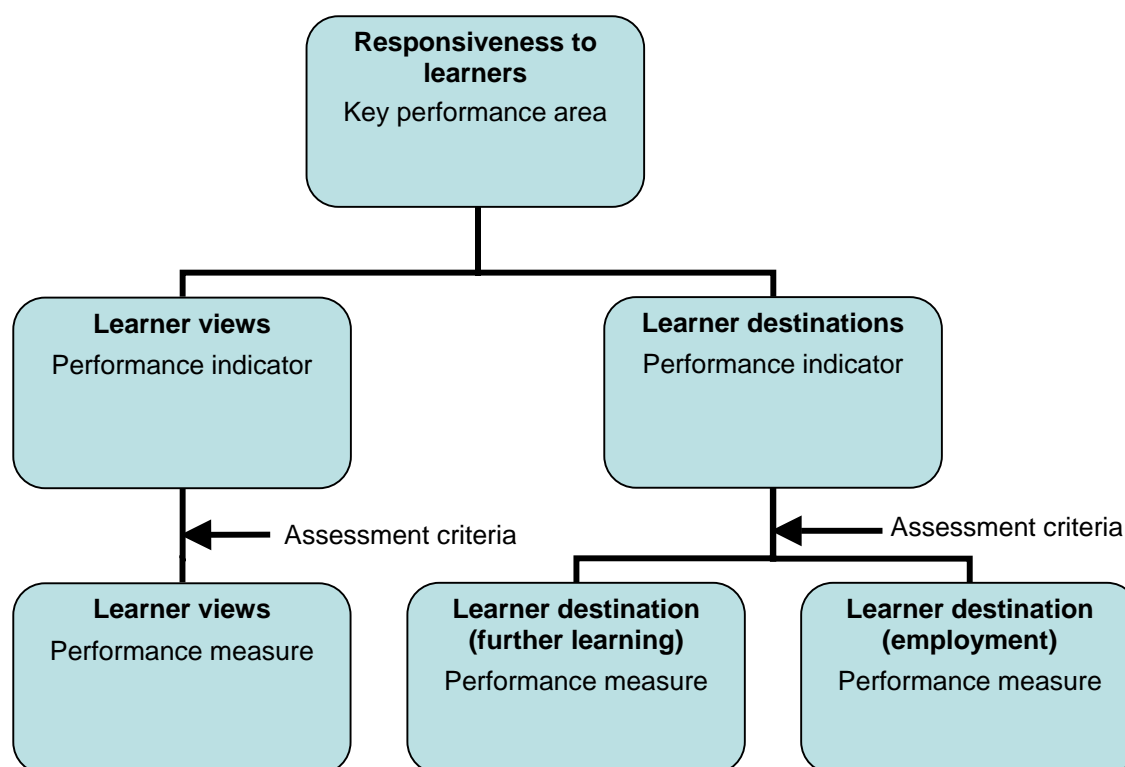 Responsiveness to
learners
Key performance area
Learner views
Performance indicator
Learner destinations
Performance indicator
Assessment criteria
Assessment criteria
Learner views
Performance measure
Learner destination
(further learning)
Performance measure
Learner destination
(employment)
Performance measure